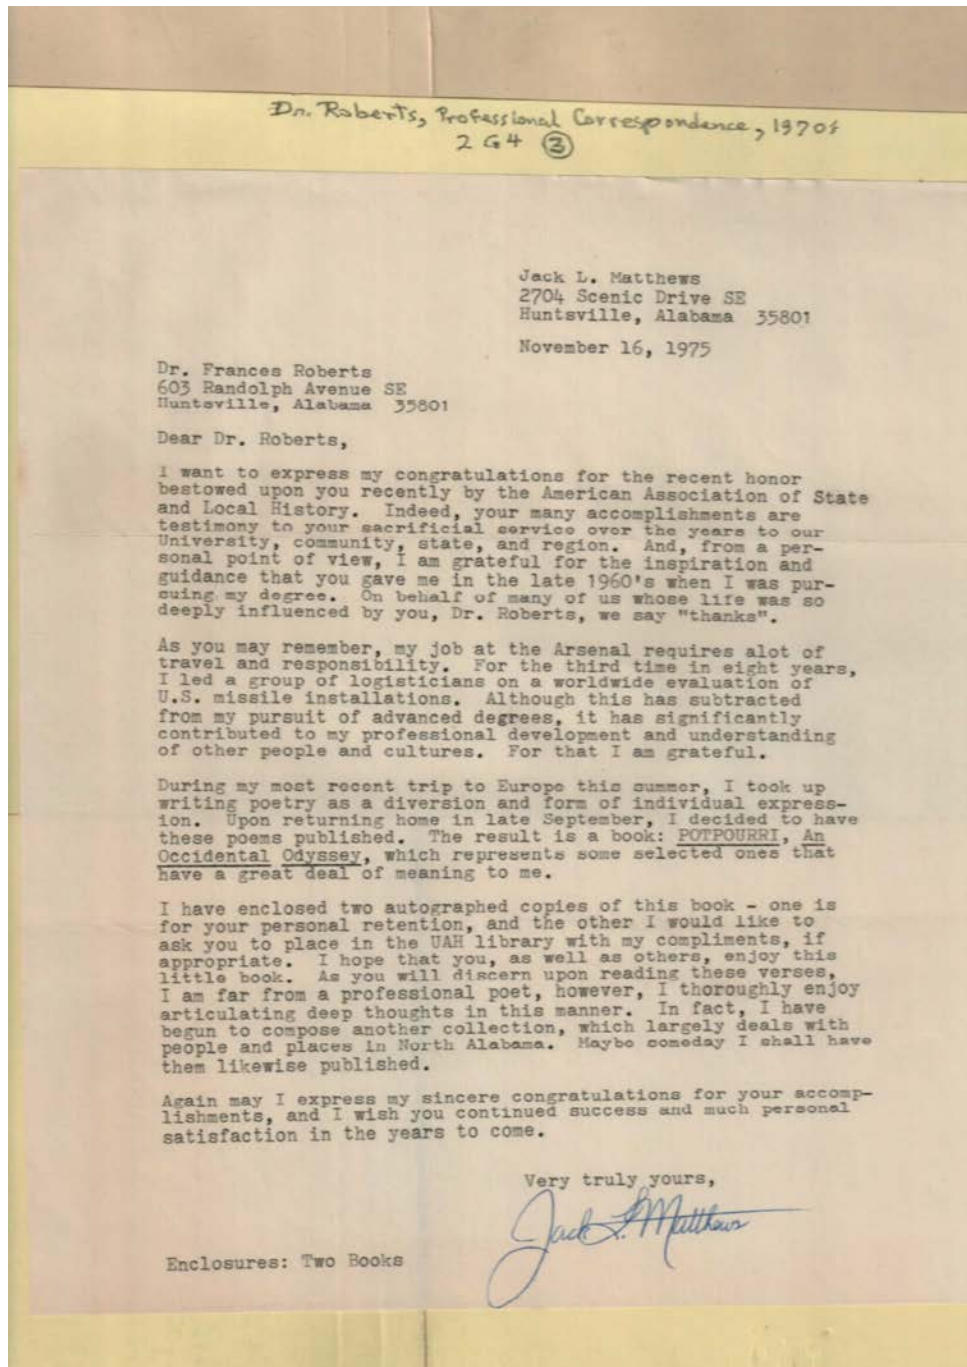 Dr. Roberts, Professional Correspondence, 1970s
2 G4 ③
Jack L. Matthews
2704 Scenic Drive SE
Huntsville, Alabama 35801
November 16, 1975
Dr. Frances Roberts
603 Randolph Avenue SE
Huntsville, Alabama 35801
Dear Dr. Roberts,
I want to express my congratulations for the recent honor
bestowed upon you recently by the American Association of State
and Local History. Indeed, your many accomplishments are
testimony to your sacrificial service over the years to our
University, community, state, and region. And, from a per-
sonal point of view, I am grateful for the inspiration and
guidance that you gave me in the late 1960's when I was pur-
suing my degree. On behalf of many of us whose life was so
deeply influenced by you, Dr. Roberts, we say "thanks".
As you may remember, my job at the Arsenal requires alot of
travel and responsibility. For the third time in eight years,
I led a group of logisticians on a worldwide evaluation of
U.S. missile installations. Although this has subtracted
from my pursuit of advanced degrees, it has significantly
contributed to my professional development and understanding
of other people and cultures. For that I am grateful.
During my most recent trip to Europe this summer, I took up
writing poetry as a diversion and form of individual express-
ion. Upon returning home in late September, I decided to have
these poems published. The result is a book: POTPOURRI, An
Occidental Odyssey, which represents some selected ones that
have a great deal of meaning to me.
I have enclosed two autographed copies of this book - one is
for your personal retention, and the other I would like to
ask you to place in the UAH library with my compliments, if
appropriate. I hope that you, as well as others, enjoy this
little book. As you will discern upon reading these verses,
I am far from a professional poet, however, I thoroughly enjoy
articulating deep thoughts in this manner. In fact, I have
begun to compose another collection, which largely deals with
people and places in North Alabama. Maybe someday I shall have
them likewise published.
Again may I express my sincere congratulations for your accomp-
lishments, and I wish you continued success and much personal
satisfaction in the years to come.
Very truly yours,
Jack L. Matthews
Enclosures: Two Books